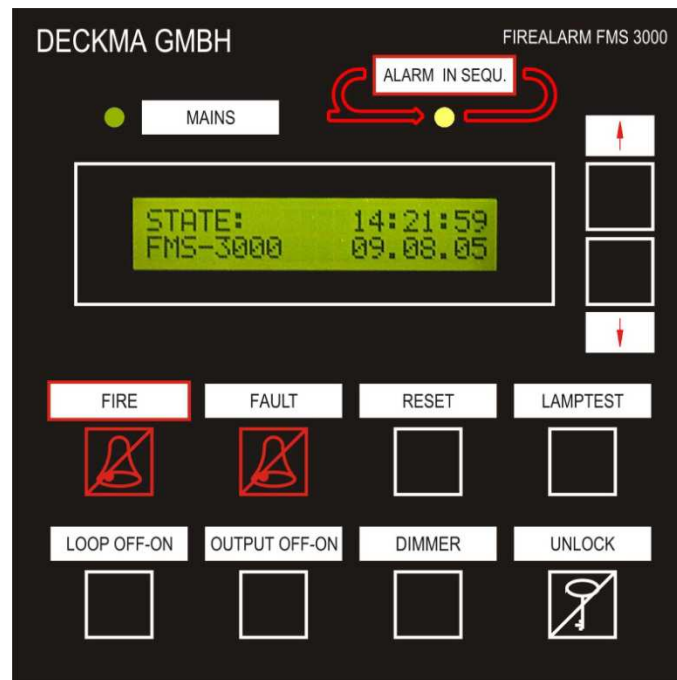 DECKMA GMBH
FIREALARM FMS 3000
ALARM IN SEQU.
MAINS
STATE: 14:21:59
FMS-3000 09.08.05
FIRE
FAULT
RESET
LAMPTEST
LOOP OFF-ON
OUTPUT OFF-ON
DIMMER
UNLOCK